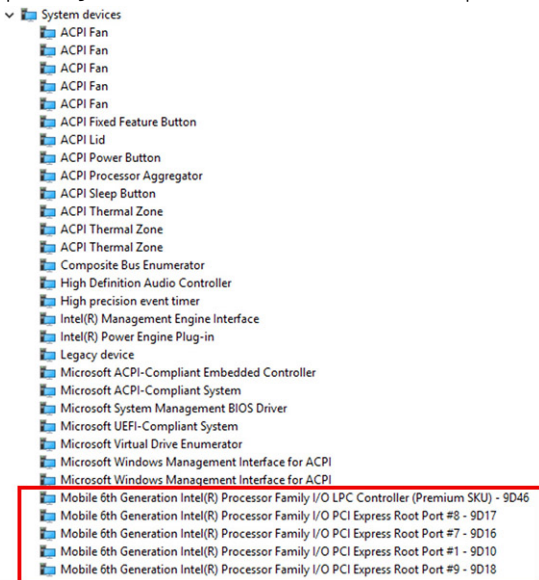 System devices
ACPI Fan
ACPI Fan
ACPI Fan
ACPI Fan
ACPI Fan
ACPI Fixed Feature Button
ACPI Lid
ACPI Power Button
ACPI Processor Aggregator
ACPI Sleep Button
ACPI Thermal Zone
ACPI Thermal Zone
ACPI Thermal Zone
Composite Bus Enumerator
High Definition Audio Controller
High precision event timer
Intel(R) Management Engine Interface
Intel(R) Power Engine Plug-in
Legacy device
Microsoft ACPI-Compliant Embedded Controller
Microsoft ACPI-Compliant System
Microsoft System Management BIOS Driver
Microsoft UEFI-Compliant System
Microsoft Virtual Drive Enumerator
Microsoft Windows Management Interface for ACPI
Microsoft Windows Management Interface for ACPI
Mobile 6th Generation Intel(R) Processor Family I/O LPC Controller (Premium SKU) - 9D46
Mobile 6th Generation Intel(R) Processor Family I/O PCI Express Root Port #8 - 9D17
Mobile 6th Generation Intel(R) Processor Family I/O PCI Express Root Port #7 - 9D16
Mobile 6th Generation Intel(R) Processor Family I/O PCI Express Root Port #1 - 9D10
Mobile 6th Generation Intel(R) Processor Family I/O PCI Express Root Port #9 - 9D18